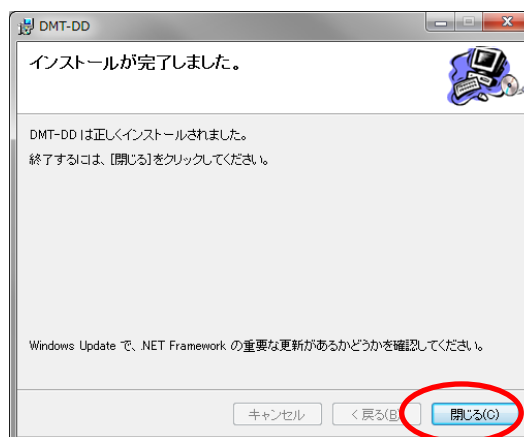 DMT-DD
インストールが完了しました。
DMT-DD は正しくインストールされました。
終了するには、[閉じる]をクリックしてください。
Windows Update で、.NET Framework の重要な更新があるかどうかを確認してください。
キャンセル < 戻る(B) 閉じる(C)